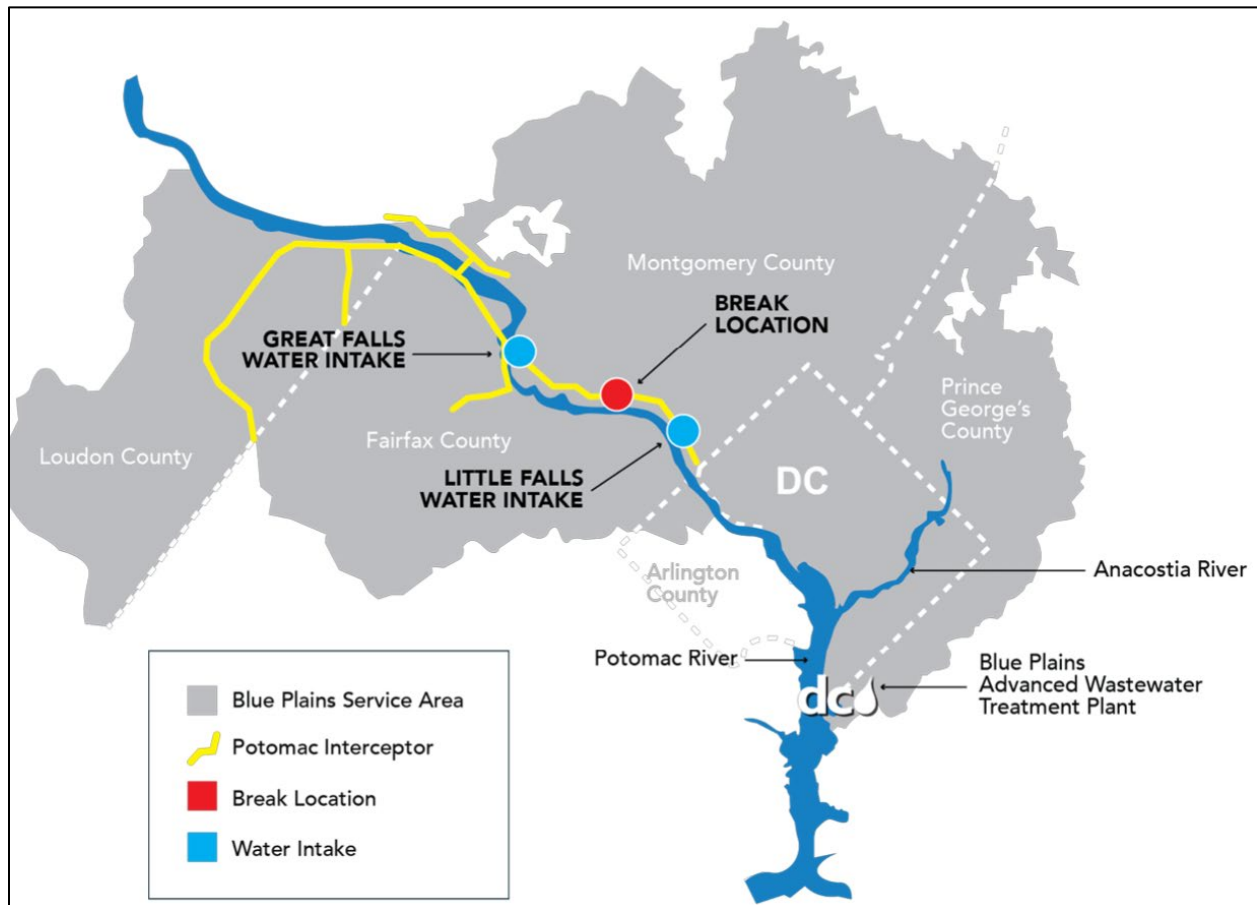 Montgomery County
BREAK
LOCATION
GREAT FALLS
WATER INTAKE
Prince
George's
County
Loudon County
Fairfax County
LITTLE FALLS
WATER INTAKE
DC
Arlington
County
Anacostia River
Potomac River
dc
Blue Plains
Advanced Wastewater
Treatment Plant
Blue Plains Service Area
Potomac Interceptor
Break Location
Water Intake